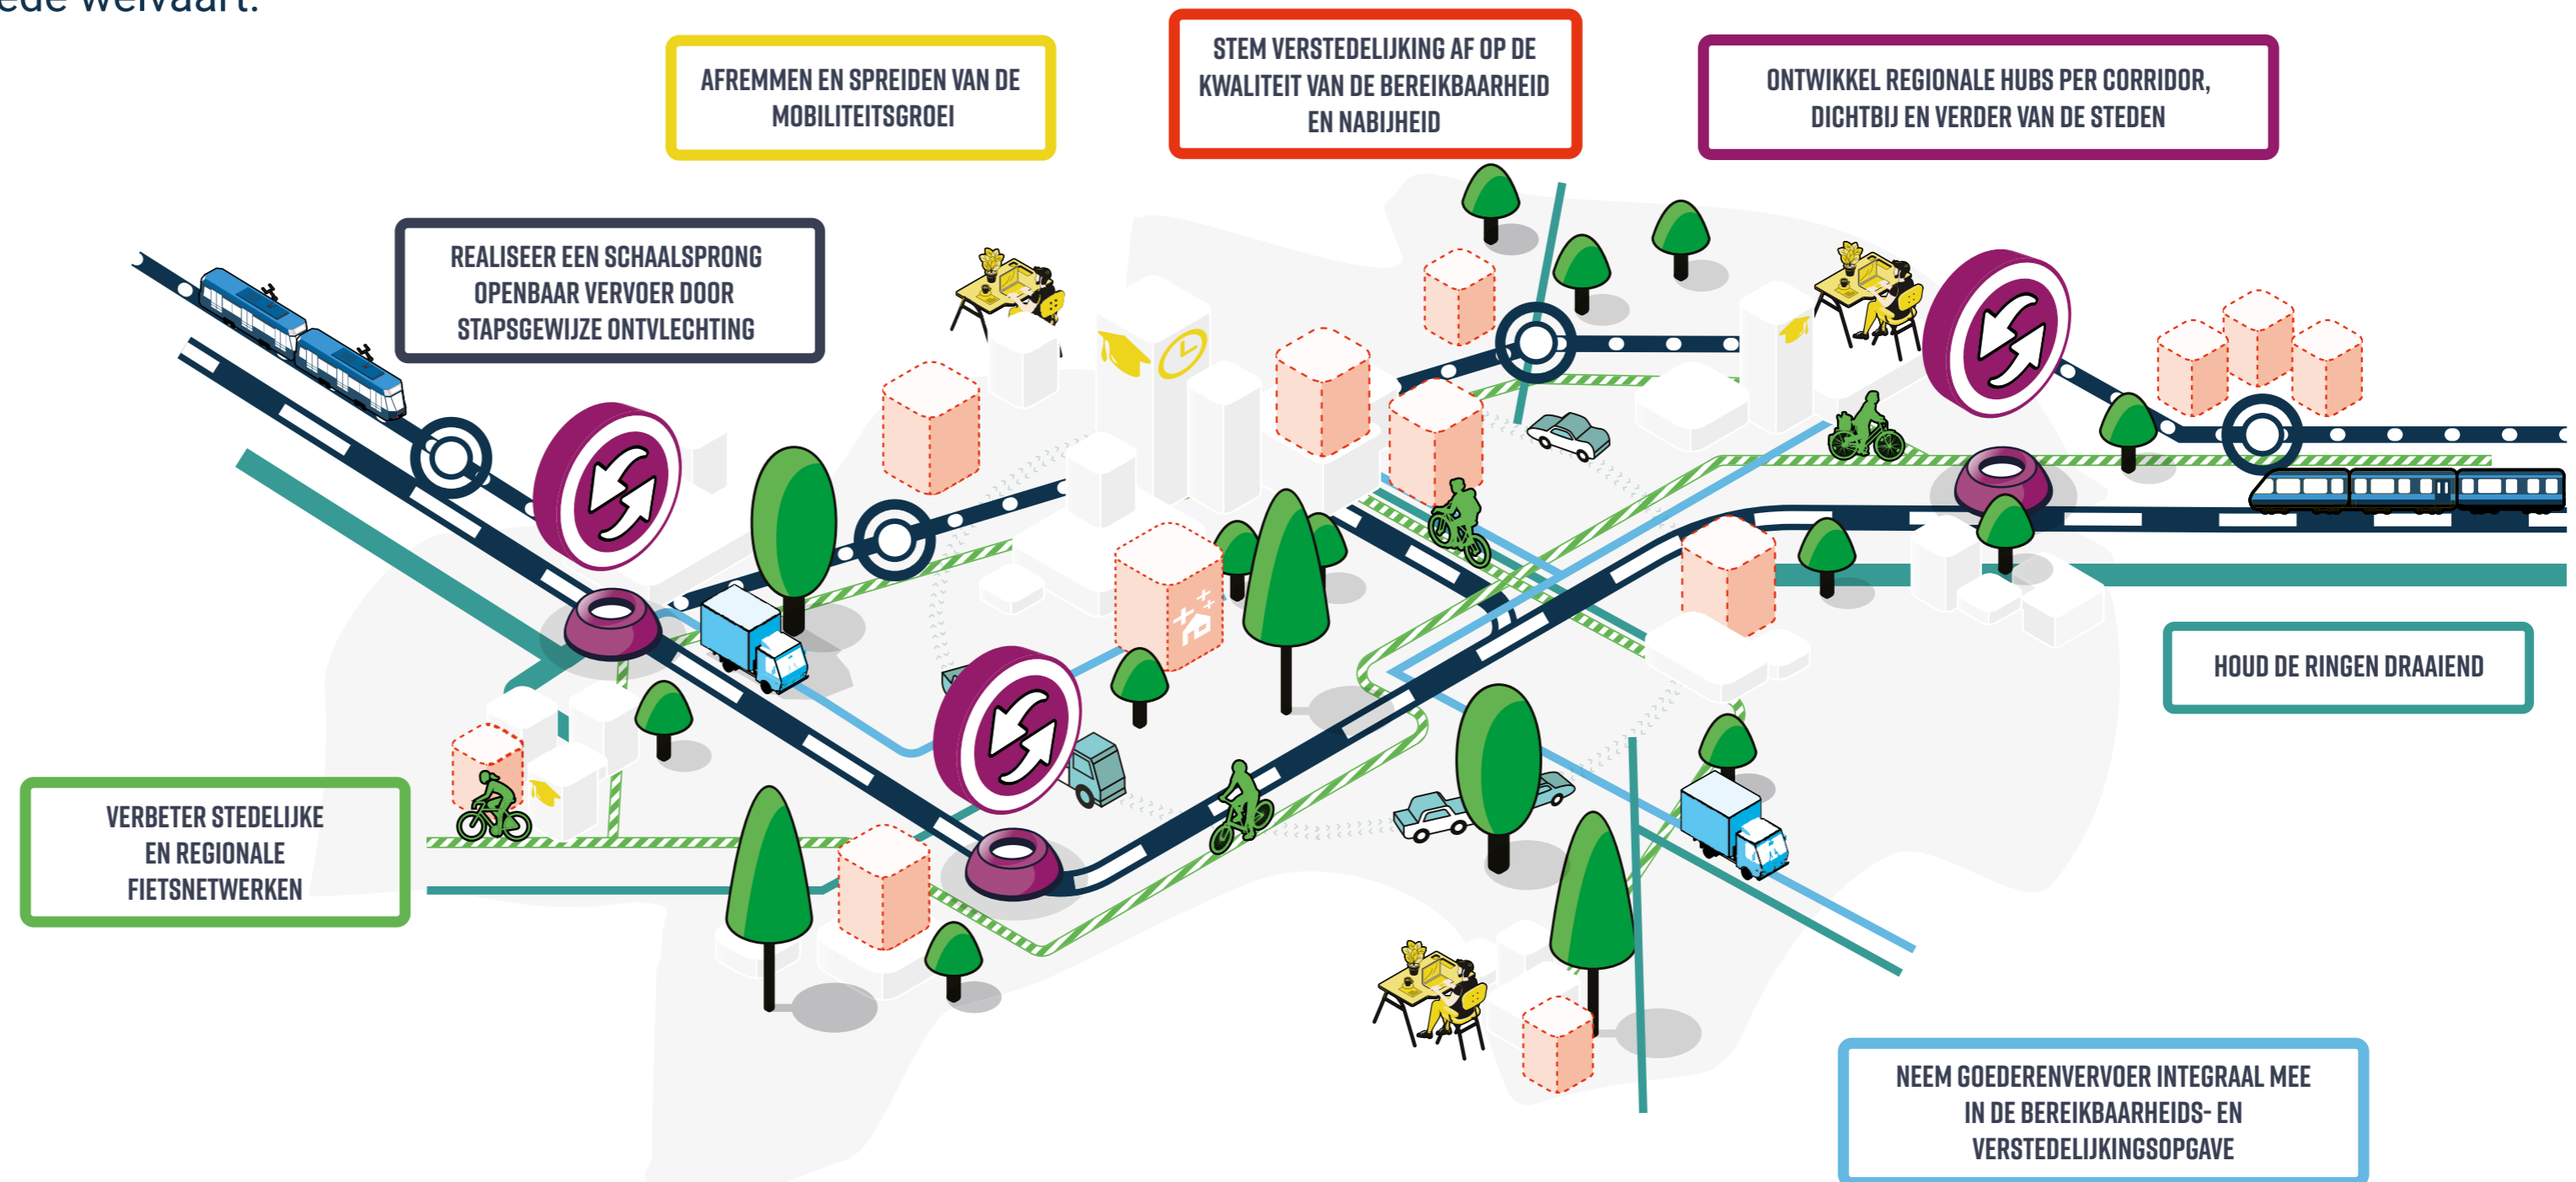 ede welvaart.
AFREMMEN EN SPREIDEN VAN DE
MOBILITEITSGROEI
STEM VERSTEDELIJKING AF OP DE
KWALITEIT VAN DE BEREIKBAARHEID
EN NABIJHEID
ONTWIKKEL REGIONALE HUBS PER CORRIDOR,
DICHTBIJ EN VERDER VAN DE STEDEN
REALISEER EEN SCHAALSPRONG
OPENBAAR VERVOER DOOR
STAPSGEWIJZE ONTVLECHTING
HOUD DE RINGEN DRAAIEND
VERBETER STEDELIJKE
EN REGIONALE
FIETSNETWERKEN
NEEM GOEDERENVERVOER INTEGRAAL MEE
IN DE BEREIKBAARHEIDS- EN
VERSTEDELIJKINGSOPGAVE